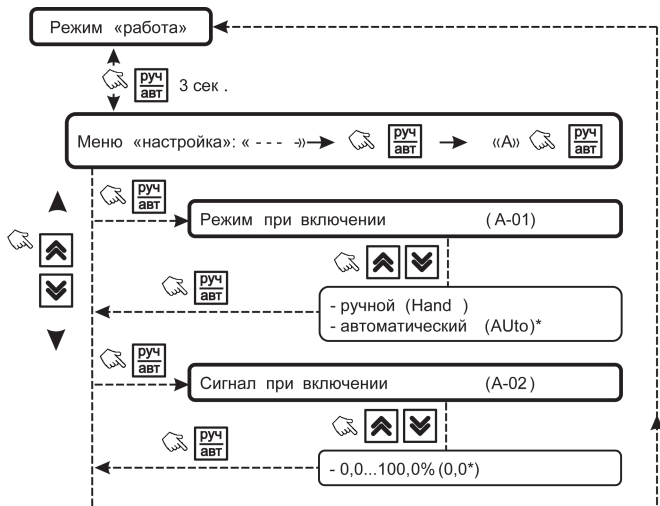 Режим «работа»
руч авт 3 сек .
Меню «настройка»: « - - - -» руч авт «А» руч авт
руч авт
Режим при включении (А-01)
руч авт
- ручной (Hand )
- автоматический (AUto)*
руч авт
Сигнал при включении (А-02)
руч авт
- 0,0...100,0% (0,0*)